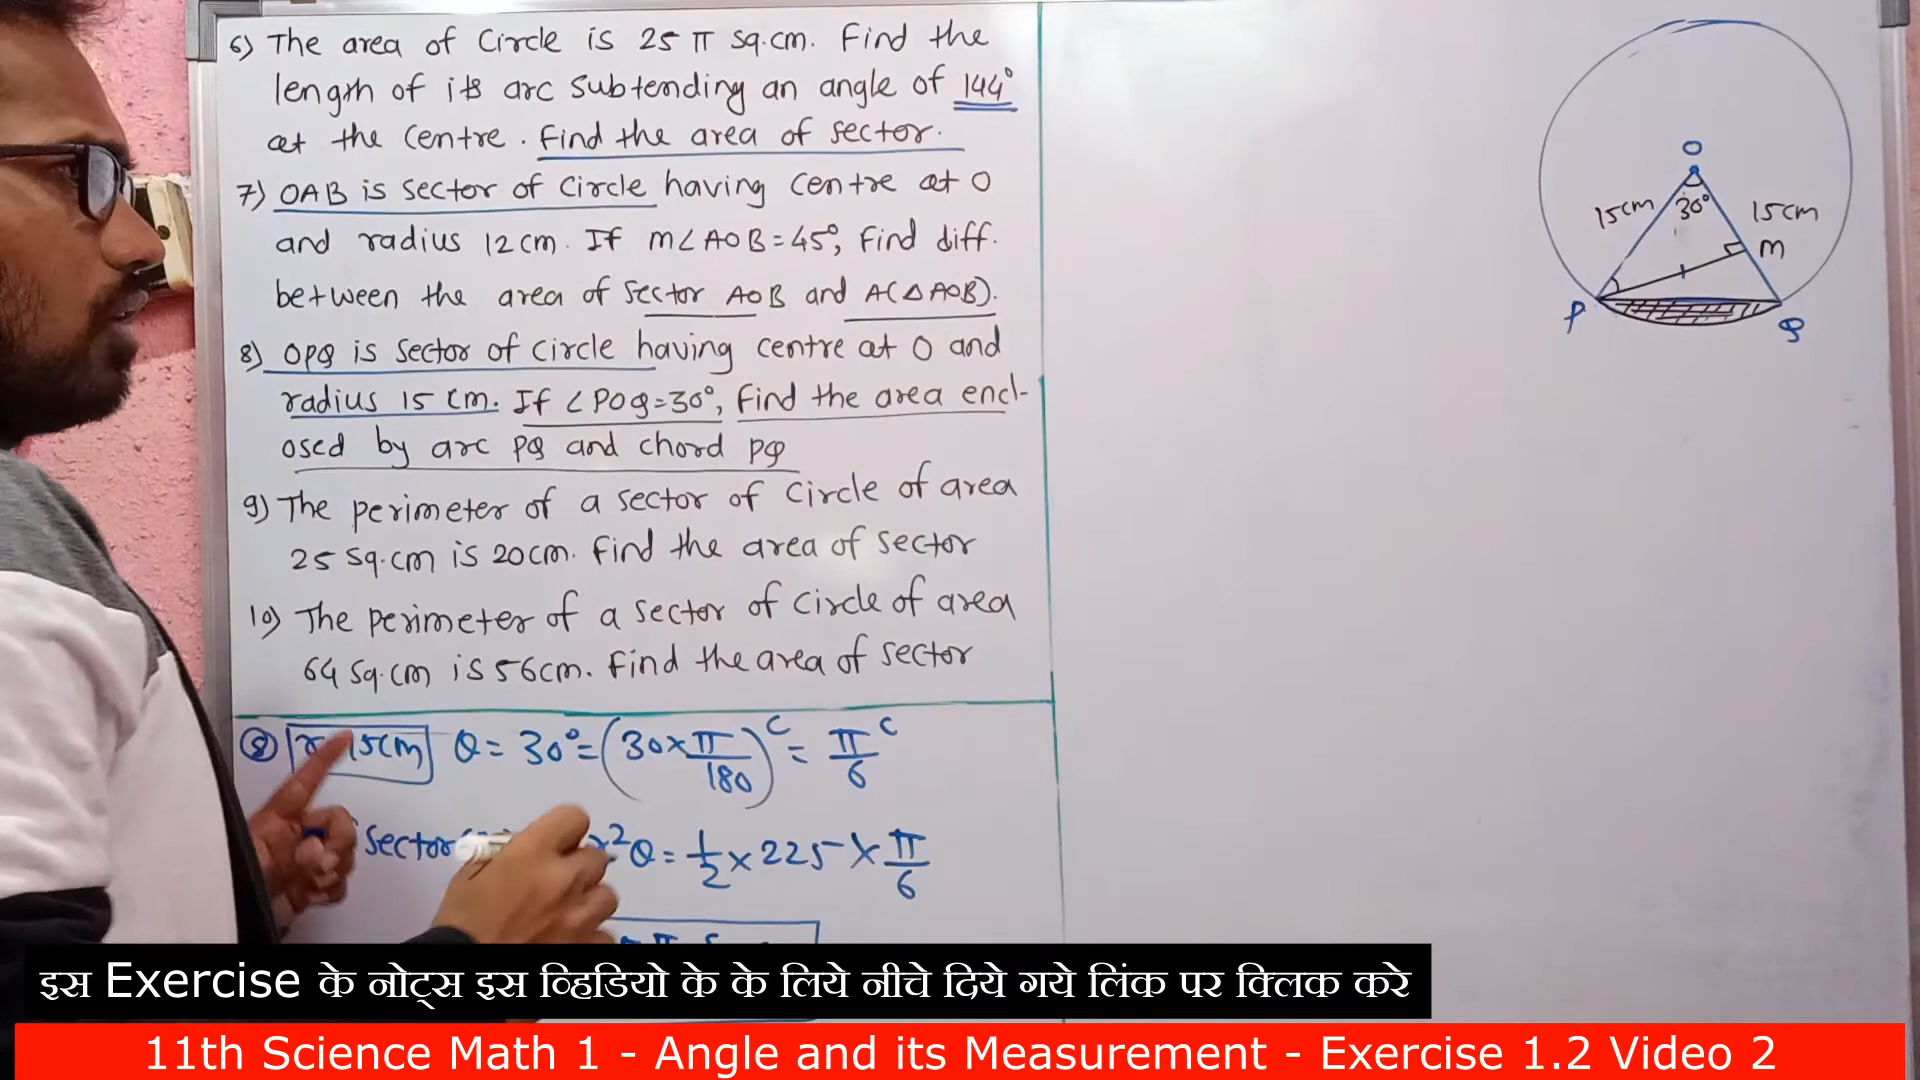 6) The area of Circle is 25 π sq.cm. Find the
length of its arc subtending an angle of 144°
at the centre. Find the area of sector.
7) OAB is sector of circle having centre at O
and radius 12cm. If m∠AOB=45°, find diff.
between the area of sector AOB and A(△AOB).
8) OPQ is sector of circle having centre at O and
radius 15 cm. If ∠POQ=30°, find the area encl-
osed by arc PQ and chord PQ
9) The perimeter of a sector of circle of area
25 sq.cm is 20cm. Find the area of sector
10) The perimeter of a sector of circle of area
64 sq.cm is 56cm. Find the area of sector
⑧ 15cm θ = 30° = (30×π/180)ᶜ = π/6ᶜ
sector r²θ = 1/2 × 225 × π/6
O
15cm 30° 15cm
M
P Q
इस Exercise के नोट्स इस व्हिडियो के के लिये नीचे दिये गये लिंक पर क्लिक करे
11th Science Math 1 - Angle and its Measurement - Exercise 1.2 Video 2